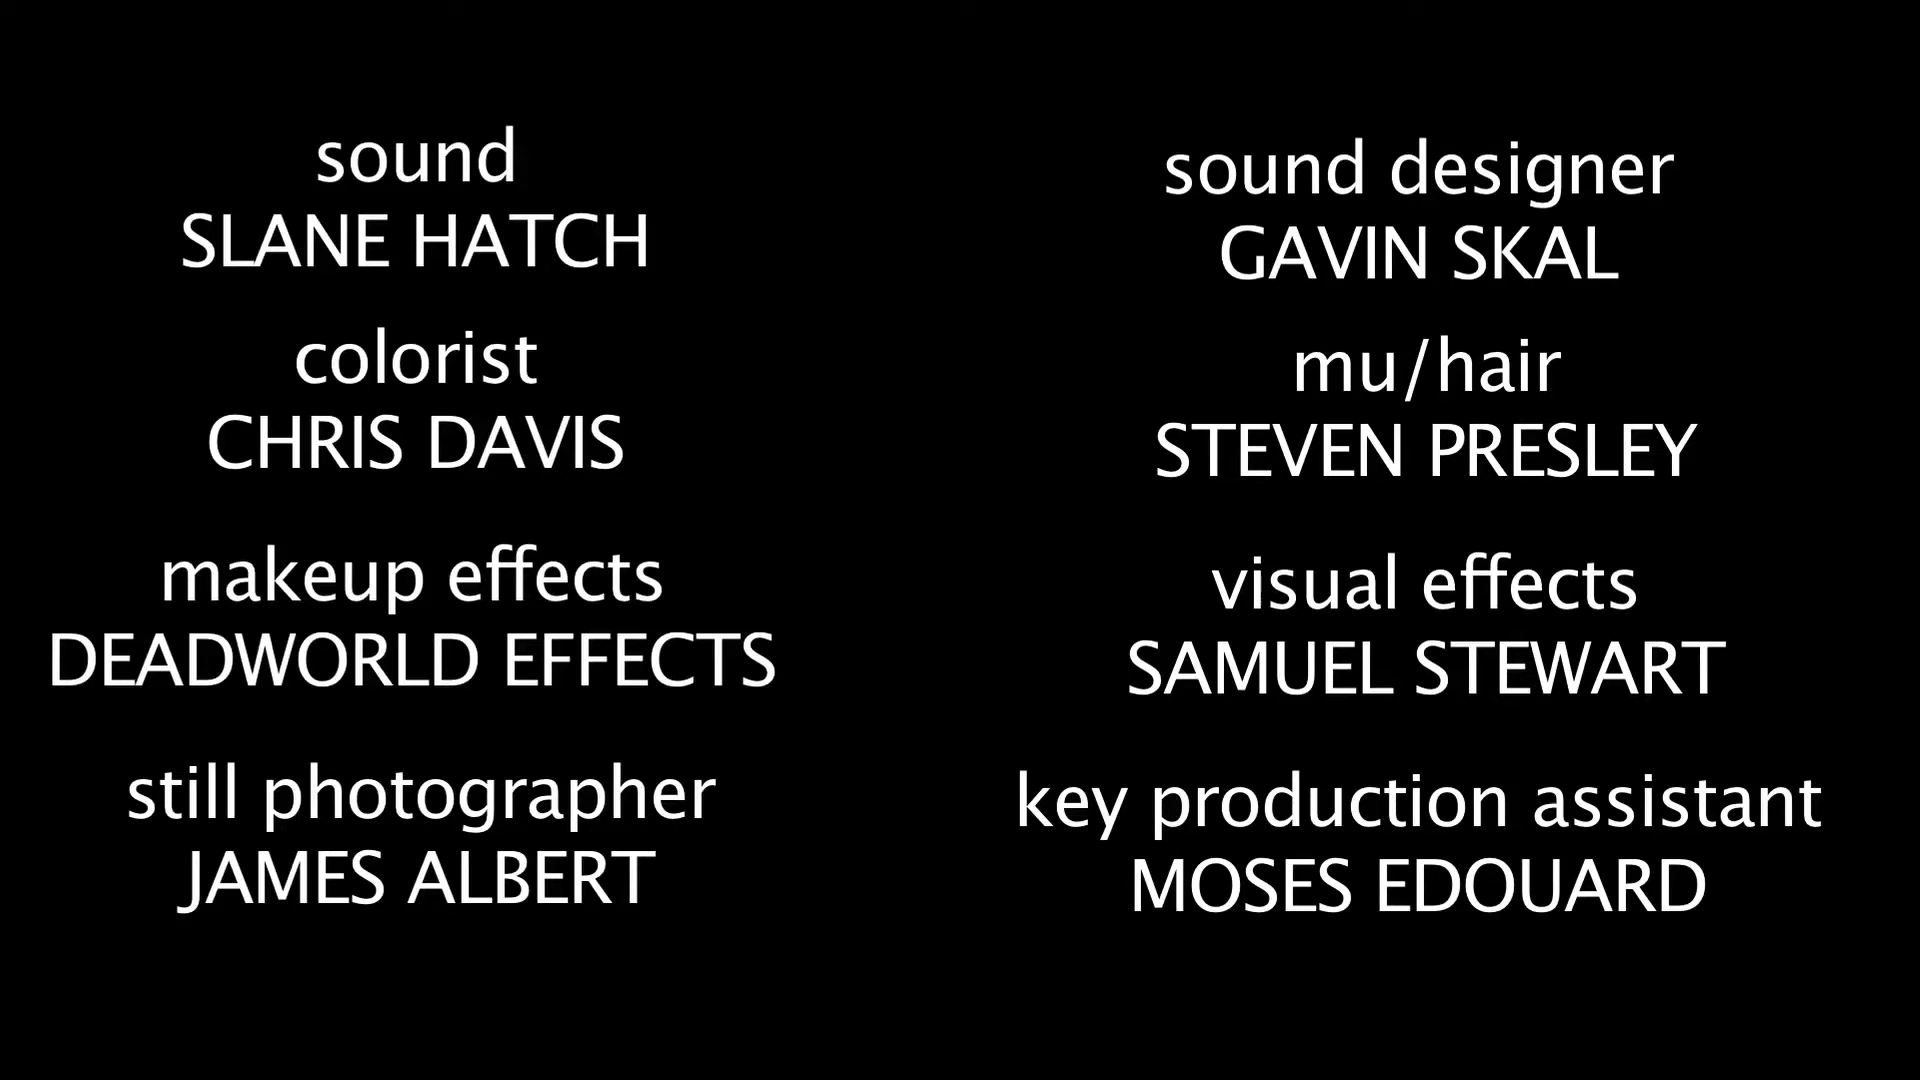 sound
SLANE HATCH
colorist
CHRIS DAVIS
makeup effects
DEADWORLD EFFECTS
still photographer
JAMES ALBERT
sound designer
GAVIN SKAL
mu/hair
STEVEN PRESLEY
visual effects
SAMUEL STEWART
key production assistant
MOSES EDOUARD